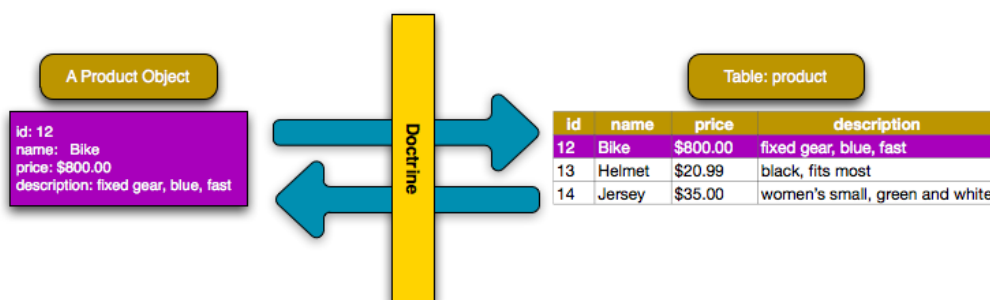 A Product Object
id: 12
name: Bike
price: $800.00
description: fixed gear, blue, fast
Doctrine
Table: product
id name price description
12 Bike $800.00 fixed gear, blue, fast
13 Helmet $20.99 black, fits most
14 Jersey $35.00 women's small, green and white